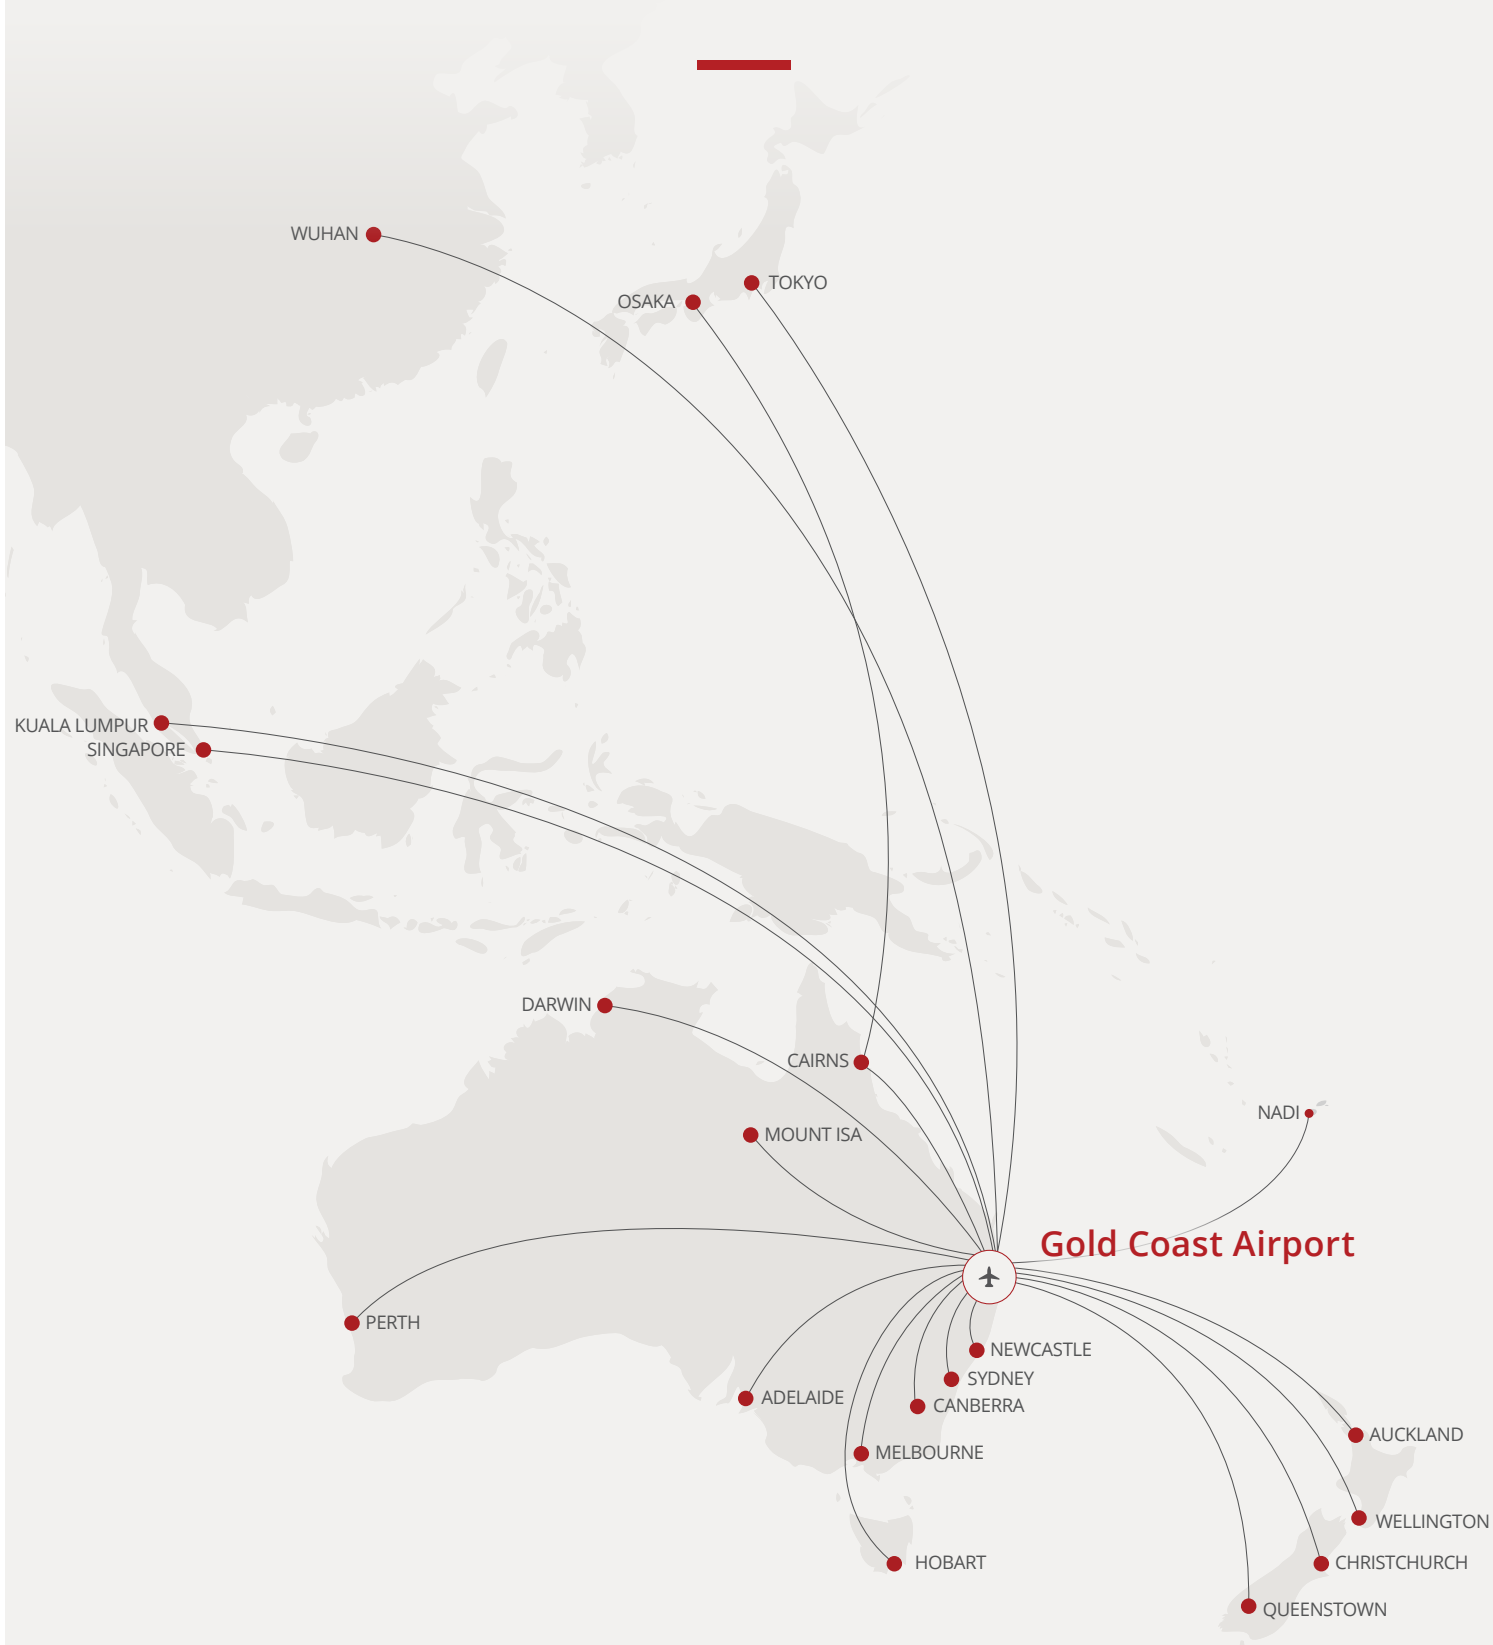 WUHAN
TOKYO
OSAKA
KUALA LUMPUR
SINGAPORE
DARWIN
CAIRNS
NADI
MOUNT ISA
Gold Coast Airport
PERTH
NEWCASTLE
SYDNEY
ADELAIDE
CANBERRA
AUCKLAND
MELBOURNE
WELLINGTON
HOBART
CHRISTCHURCH
QUEENSTOWN